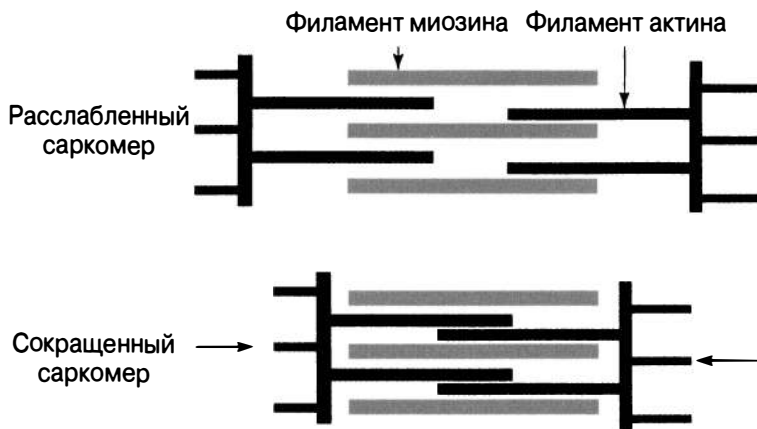 Филамент миозина
Филамент актина
Расслабленный
саркомер
Сокращенный
саркомер